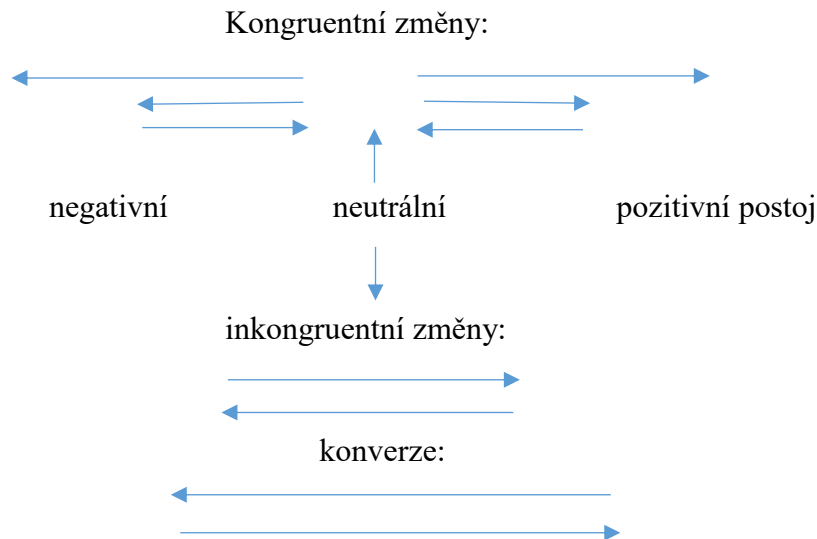 Kongruentní změny:
negativní neutrální pozitivní postoj
inkongruentní změny:
konverze: